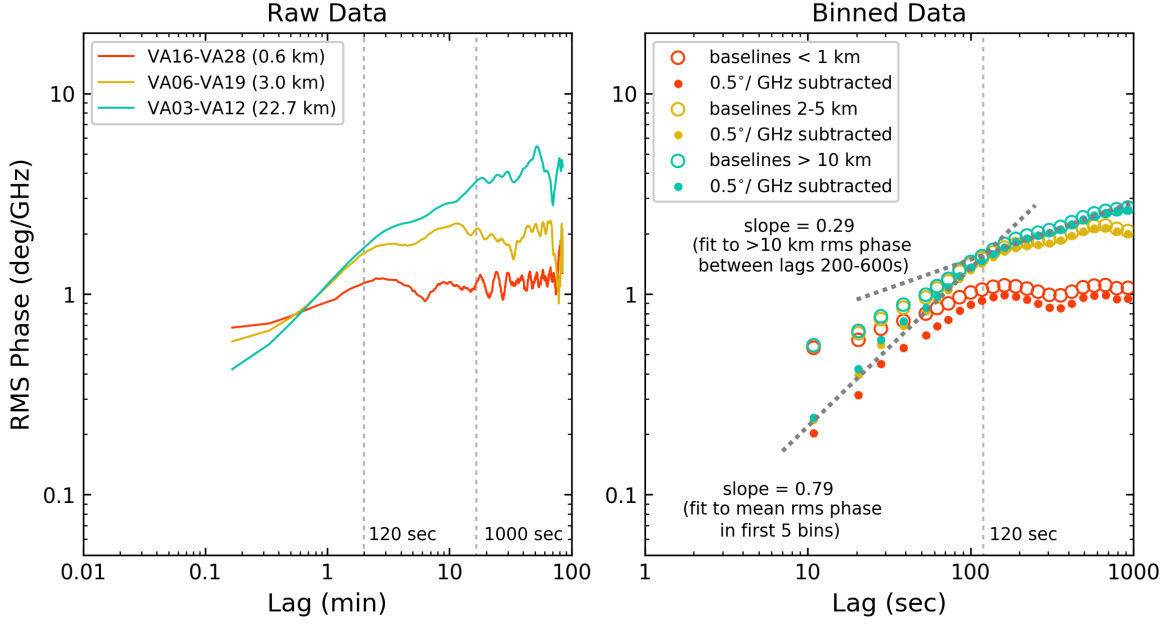 Raw Data
VA16-VA28 (0.6 km)
VA06-VA19 (3.0 km)
VA03-VA12 (22.7 km)
RMS Phase (deg/GHz)
10
1
0.1
120 sec
1000 sec
0.01
0.1
1
10
100
Lag (min)
Binned Data
baselines < 1 km
0.5°/ GHz subtracted
baselines 2-5 km
0.5°/ GHz subtracted
baselines > 10 km
0.5°/ GHz subtracted
10
1
0.1
slope = 0.29
(fit to >10 km rms phase
between lags 200-600s)
slope = 0.79
(fit to mean rms phase
in first 5 bins)
120 sec
1
10
100
1000
Lag (sec)